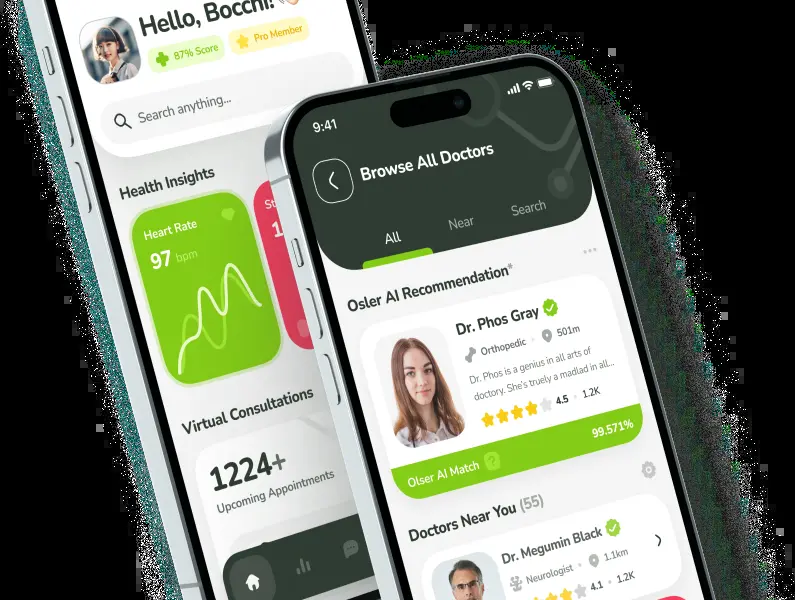 Hello, Bocchi!
87% Score
Pro Member
Search anything...
Health Insights
Heart Rate
97 bpm
Virtual Consultations
1224+
Upcoming Appointments
9:41
Browse All Doctors
All
Near
Search
Osler AI Recommendation
Dr. Phos Gray
Orthopedic
501m
Dr. Phos is a genius in all arts of
doctory. She's truely a madlad in all...
4.5
1.2K
Olser AI Match ?
99.571%
Doctors Near You (55)
Dr. Megumin Black
Neurologist
1.1km
4.1
1.2K